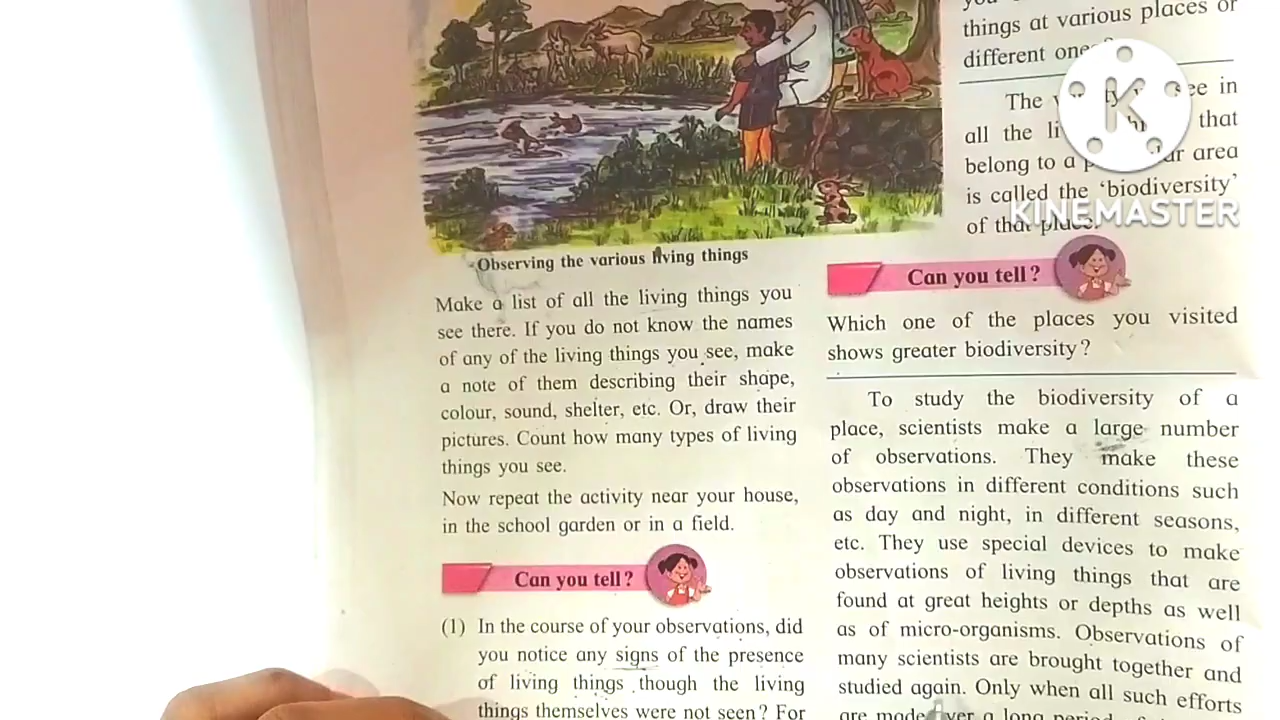 Observing the various living things
Make a list of all the living things you
see there. If you do not know the names
of any of the living things you see, make
a note of them describing their shape,
colour, sound, shelter, etc. Or, draw their
pictures. Count how many types of living
things you see.
Now repeat the activity near your house,
in the school garden or in a field.
Can you tell?
(1) In the course of your observations, did
you notice any signs of the presence
of living things though the living
things themselves were not seen? For
things at various places or
different
The see in
all the that
belong to a area
is called the ‘biodiversity’
of that place.
Can you tell?
Which one of the places you visited
shows greater biodiversity?
To study the biodiversity of a
place, scientists make a large number
of observations. They make these
observations in different conditions such
as day and night, in different seasons,
etc. They use special devices to make
observations of living things that are
found at great heights or depths as well
as of micro-organisms. Observations of
many scientists are brought together and
studied again. Only when all such efforts
are made over a long period
K
KINEMASTER